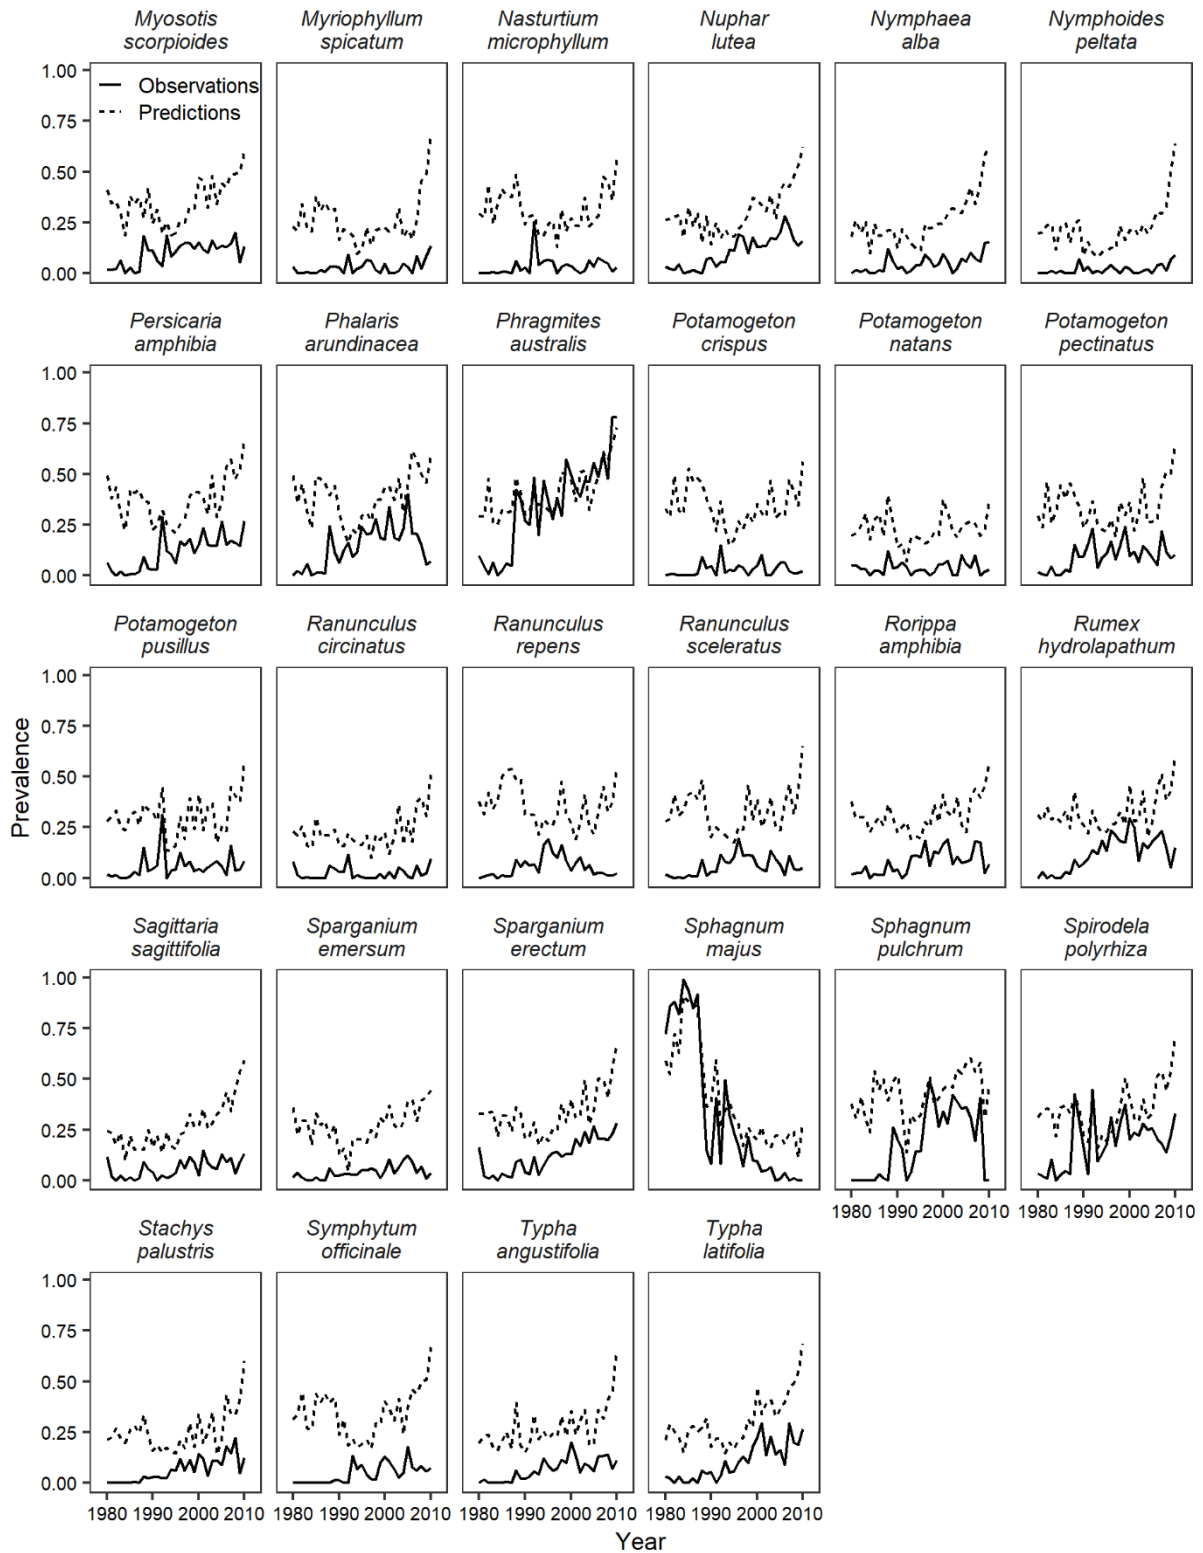 Myosotis Myriophyllum Nasturtium Nuphar Nymphaea Nymphoides
scorpioides spicatum microphyllum lutea alba peltata
1.00
Observations
Predictions
0.75
0.50
0.25
0.00
Persicaria Phalaris Phragmites Potamogeton Potamogeton Potamogeton
amphibia arundinacea australis crispus natans pectinatus
1.00
0.75
0.50
0.25
0.00
Potamogeton Ranunculus Ranunculus Ranunculus Rorippa Rumex
pusillus circinatus repens sceleratus amphibia hydrolapathum
1.00
0.75
Prevalence
0.50
0.25
0.00
Sagittaria Sparganium Sparganium Sphagnum Sphagnum Spirodela
sagittifolia emersum erectum majus pulchrum polyrhiza
1.00
0.75
0.50
0.25
0.00
1980 1990 2000 2010 1980 1990 2000 2010
Stachys Symphytum Typha Typha
palustris officinale angustifolia latifolia
1.00
0.75
0.50
0.25
0.00
1980 1990 2000 2010 1980 1990 2000 2010 1980 1990 2000 2010 1980 1990 2000 2010
Year